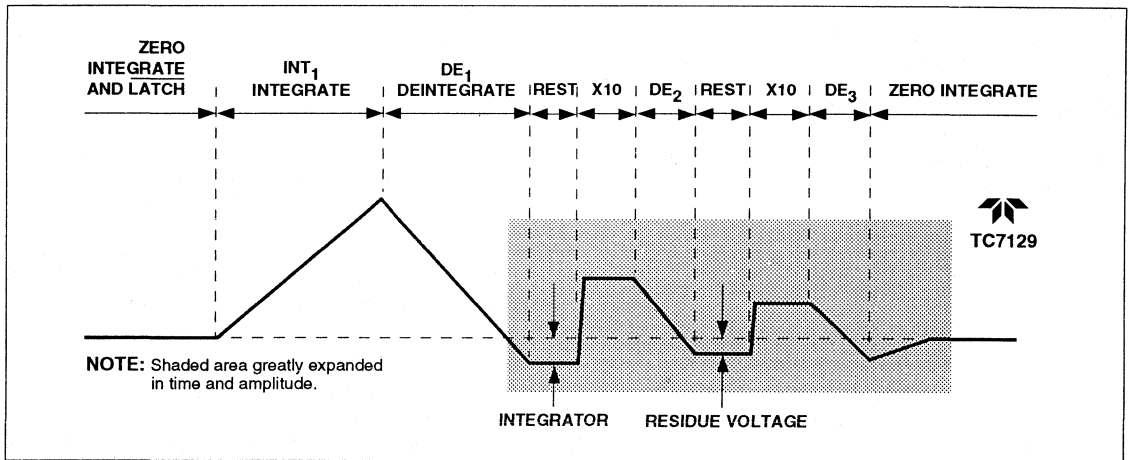 ZERO
INTEGRATE
AND LATCH
INT1
INTEGRATE
DE1
DEINTEGRATE
REST
X10
DE2
REST
X10
DE3
ZERO INTEGRATE
TC7129
NOTE: Shaded area greatly expanded
in time and amplitude.
INTEGRATOR
RESIDUE VOLTAGE